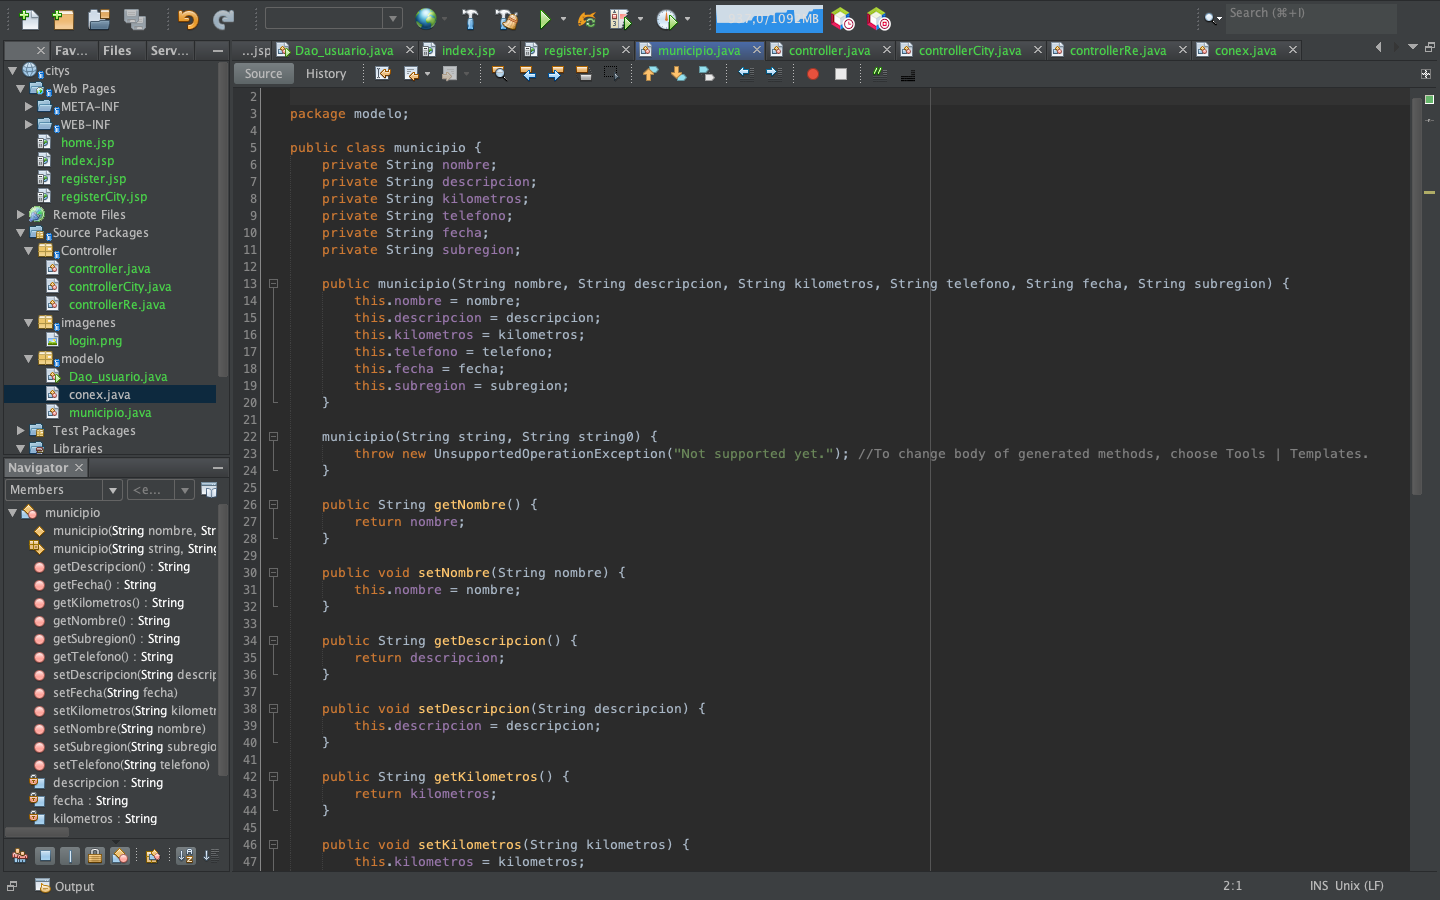 Search (⌘+I)
Fav...
Files
Serv...
...jsp
Dao_usuario.java
index.jsp
register.jsp
municipio.java
controller.java
controllerCity.java
controllerRe.java
conex.java
Source
History
citys
Web Pages
META-INF
WEB-INF
home.jsp
index.jsp
register.jsp
registerCity.jsp
Remote Files
Source Packages
Controller
controller.java
controllerCity.java
controllerRe.java
imagenes
login.png
modelo
Dao_usuario.java
conex.java
municipio.java
Test Packages
Libraries
Navigator
Members
<e...
municipio
municipio(String nombre, Str
municipio(String string, String
getDescripcion() : String
getFecha() : String
getKilometros() : String
getNombre() : String
getSubregion() : String
getTelefono() : String
setDescripcion(String descrip
setFecha(String fecha)
setKilometros(String kilometr
setNombre(String nombre)
setSubregion(String subregio
setTelefono(String telefono)
descripcion : String
fecha : String
kilometros : String
2
3 package modelo;
4
5 public class municipio {
6 private String nombre;
7 private String descripcion;
8 private String kilometros;
9 private String telefono;
10 private String fecha;
11 private String subregion;
12
13 public municipio(String nombre, String descripcion, String kilometros, String telefono, String fecha, String subregion) {
14 this.nombre = nombre;
15 this.descripcion = descripcion;
16 this.kilometros = kilometros;
17 this.telefono = telefono;
18 this.fecha = fecha;
19 this.subregion = subregion;
20 }
21
22 municipio(String string, String string0) {
23 throw new UnsupportedOperationException("Not supported yet."); //To change body of generated methods, choose Tools | Templates.
24 }
25
26 public String getNombre() {
27 return nombre;
28 }
29
30 public void setNombre(String nombre) {
31 this.nombre = nombre;
32 }
33
34 public String getDescripcion() {
35 return descripcion;
36 }
37
38 public void setDescripcion(String descripcion) {
39 this.descripcion = descripcion;
40 }
41
42 public String getKilometros() {
43 return kilometros;
44 }
45
46 public void setKilometros(String kilometros) {
47 this.kilometros = kilometros;
Output
2:1
INS Unix (LF)